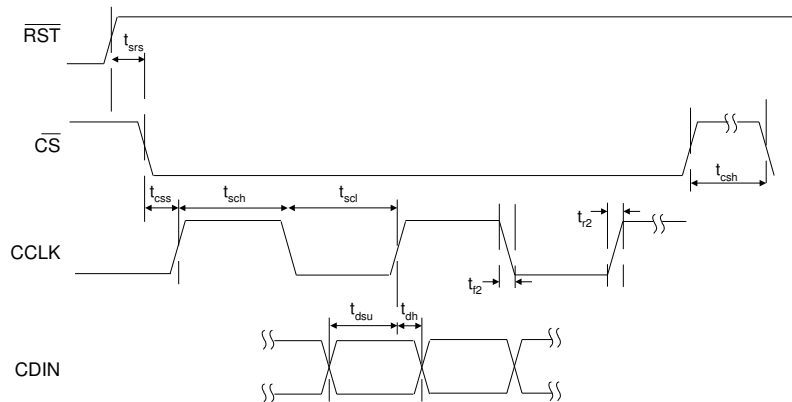 RST
t_srs
CS
t_csh
t_css t_sch t_scl
t_r2
CCLK
t_f2
t_dsu t_dh
CDIN